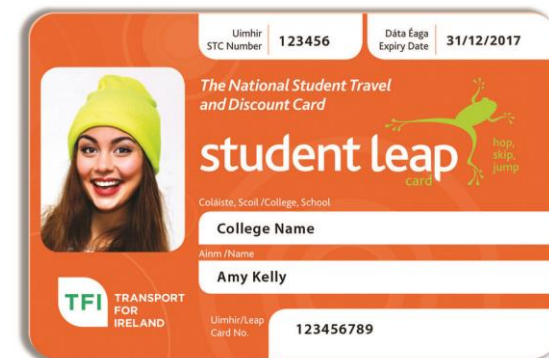 Uimhir
STC Number
123456
Dáta Éaga
Expiry Date
31/12/2017
The National Student Travel
and Discount Card
student leap
card
hop,
skip,
jump
Coláiste, Scoil /College, School
College Name
Ainm /Name
Amy Kelly
TFI
TRANSPORT
FOR
IRELAND
Uimhir/Leap
Card No.
123456789